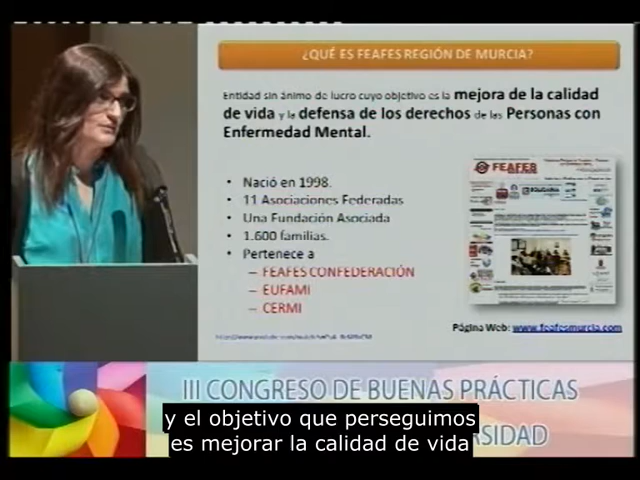 ¿QUÉ ES FEAFES REGIÓN DE MURCIA?
Entidad sin ánimo de lucro cuyo objetivo es la mejora de la calidad
de vida y la defensa de los derechos de las Personas con
Enfermedad Mental.
• Nació en 1998.
• 11 Asociaciones Federadas
• Una Fundación Asociada
• 1.600 familias.
• Pertenece a
– FEAFES CONFEDERACIÓN
– EUFAMI
– CERMI
FEAFES
Página Web: www.feafesmurcia.com
III CONGRESO DE BUENAS PRÁCTICAS
y el objetivo que perseguimos
es mejorar la calidad de vida